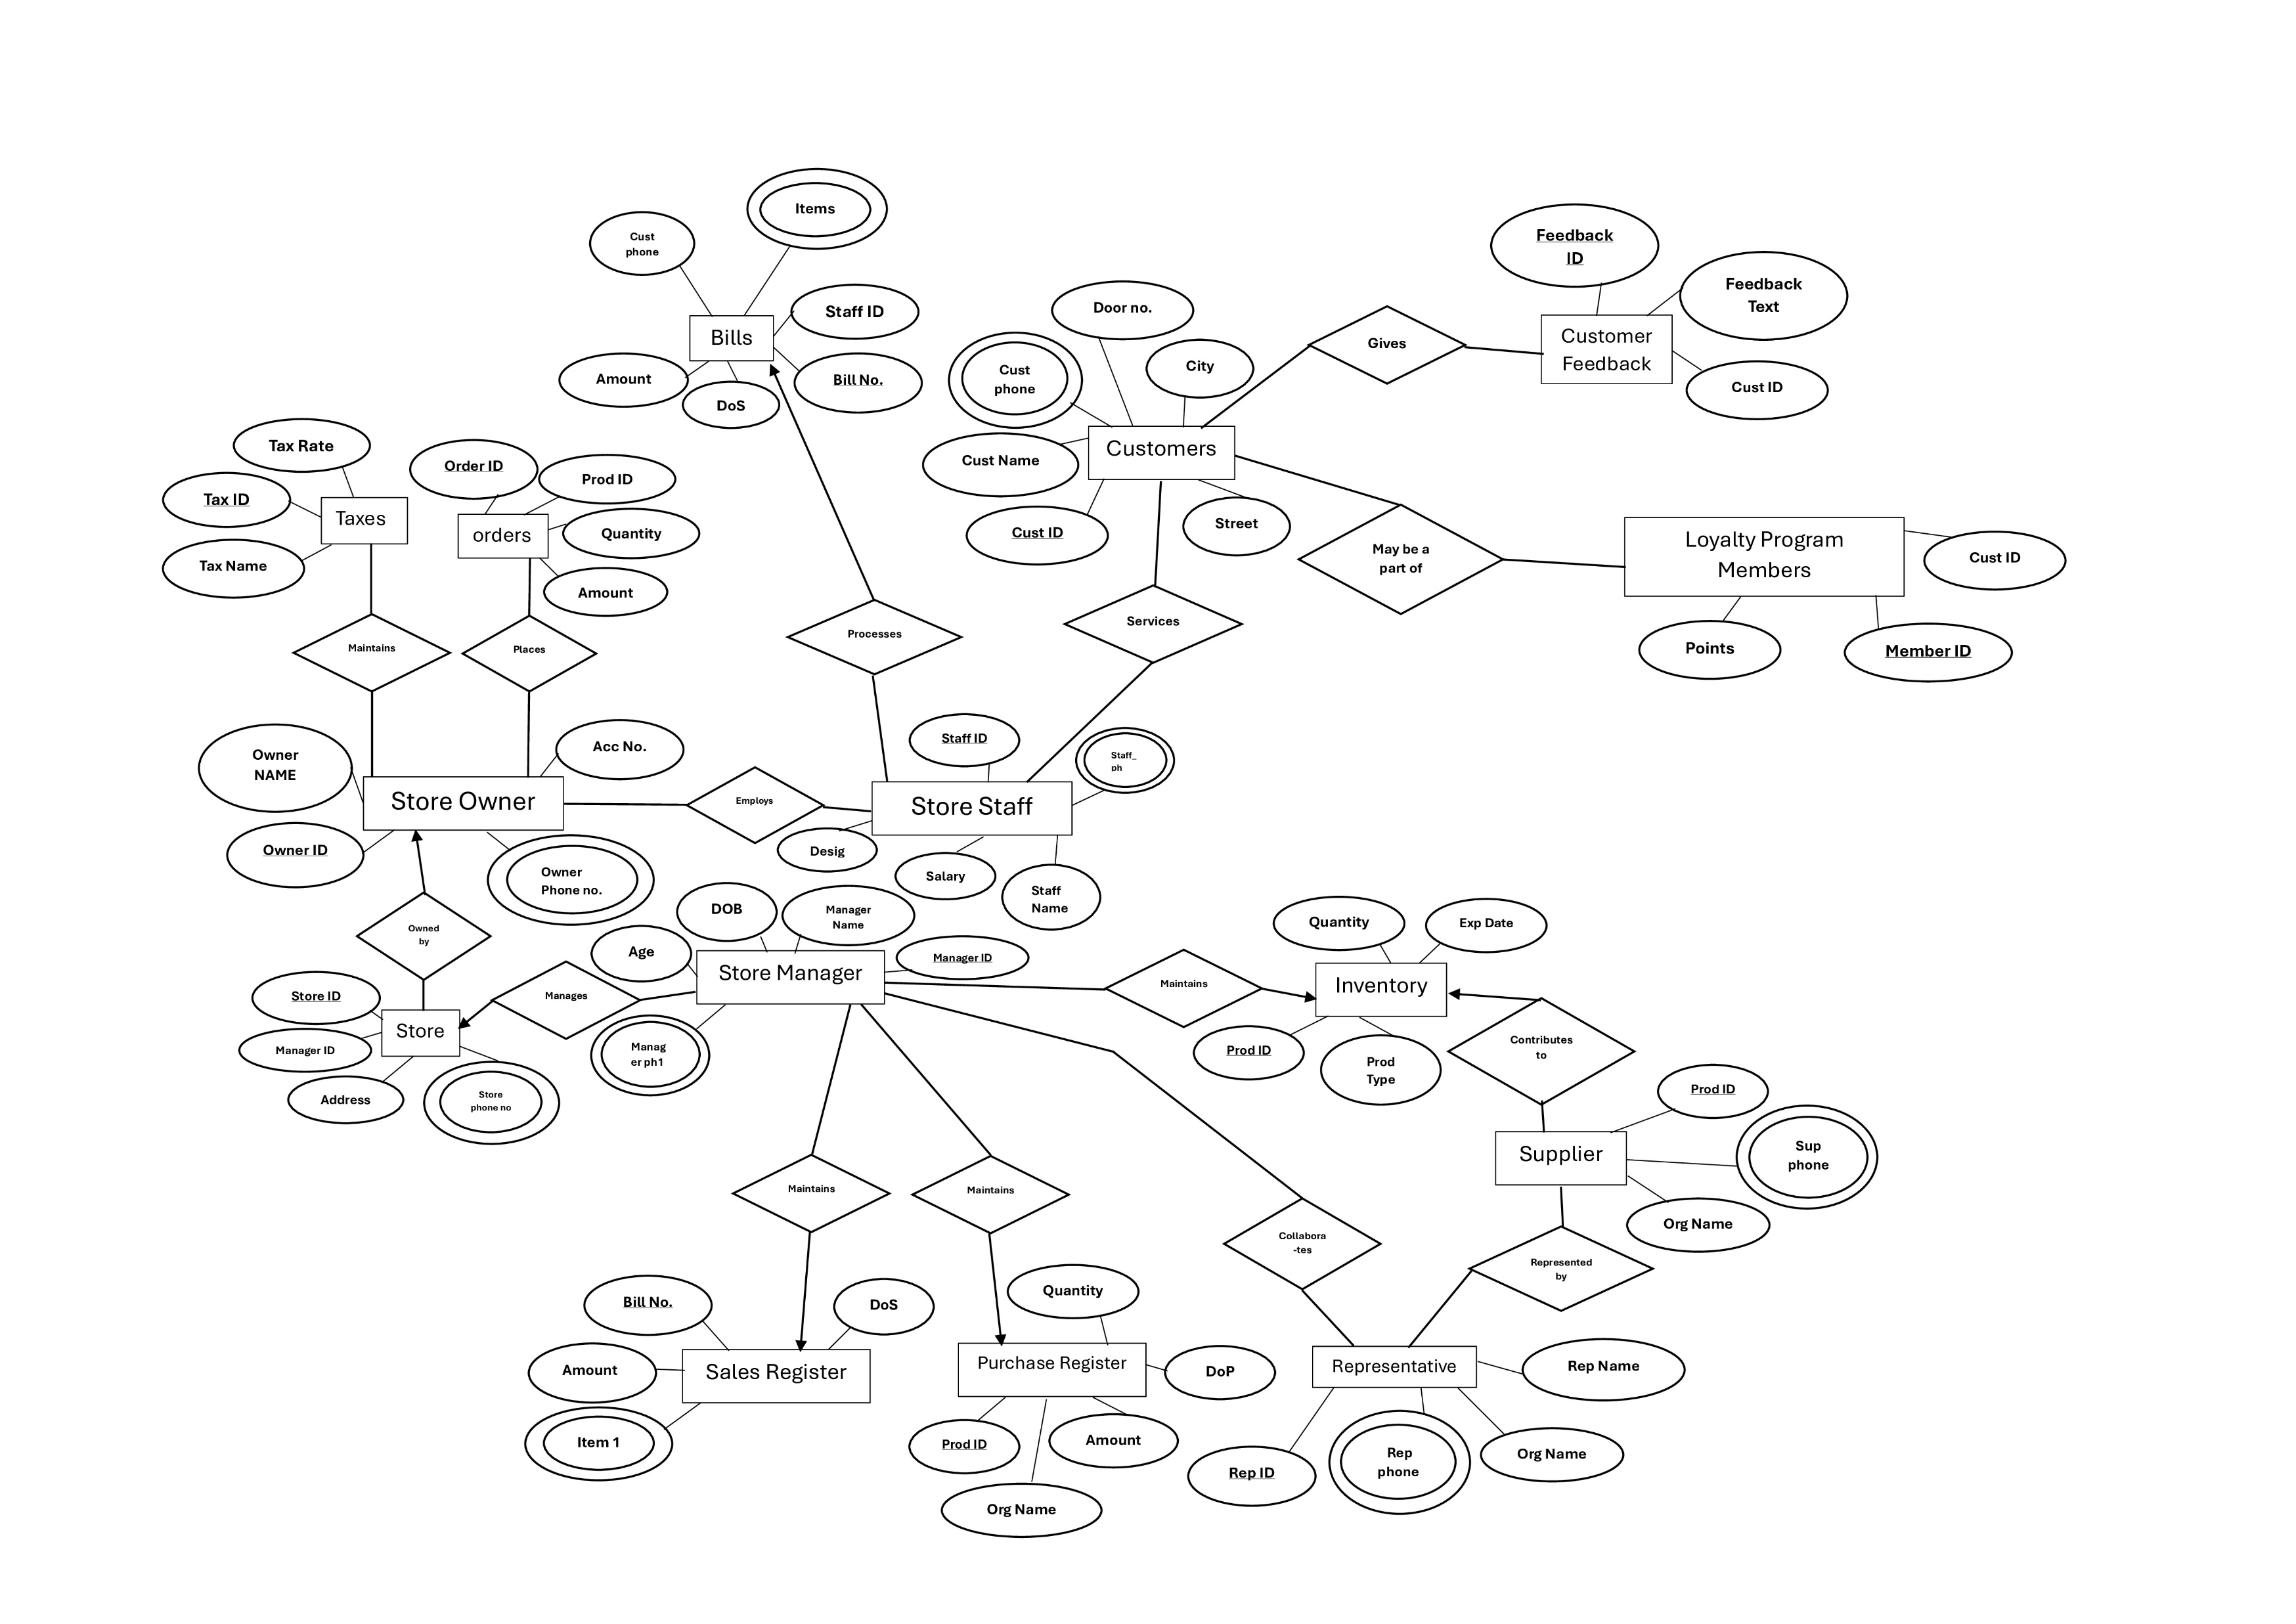 Items
Cust
phone
Staff ID
Bills
Bill No.
Amount
DoS
Feedback
ID
Feedback
Text
Customer
Feedback
Cust ID
Gives
Door no.
City
Cust
phone
Customers
Cust Name
Cust ID
Street
Tax Rate
Tax ID
Taxes
Tax Name
Order ID
Prod ID
orders
Quantity
Amount
May be a
part of
Loyalty Program
Members
Cust ID
Points
Member ID
Maintains
Places
Processes
Services
Owner
NAME
Acc No.
Store Owner
Owner ID
Owner
Phone no.
Employs
Staff ID
Staff_
ph
Store Staff
Desig
Salary
Staff
Name
Owned
by
DOB
Manager
Name
Age
Store Manager
Manager ID
Manag
er ph1
Manages
Store ID
Store
Manager ID
Address
Store
phone no
Maintains
Quantity
Exp Date
Inventory
Prod ID
Prod
Type
Contributes
to
Prod ID
Supplier
Sup
phone
Org Name
Maintains
Maintains
Collabora
-tes
Represented
by
Bill No.
DoS
Amount
Sales Register
Item 1
Quantity
Purchase Register
DoP
Prod ID
Amount
Org Name
Representative
Rep Name
Rep ID
Rep
phone
Org Name